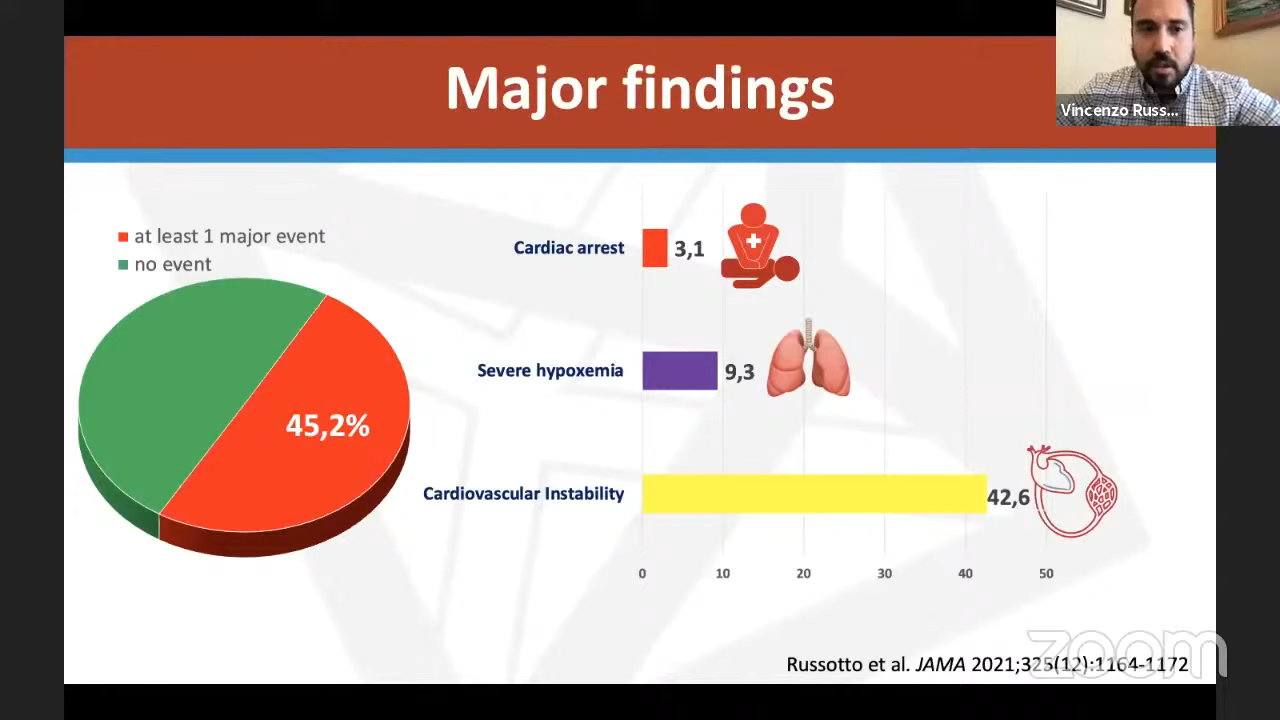 Major findings
Vincenzo Russ...
at least 1 major event
no event
45,2%
Cardiac arrest
3,1
Severe hypoxemia
9,3
Cardiovascular Instability
42,6
0 10 20 30 40 50
zoom
Russotto et al. JAMA 2021;325(12):1164-1172